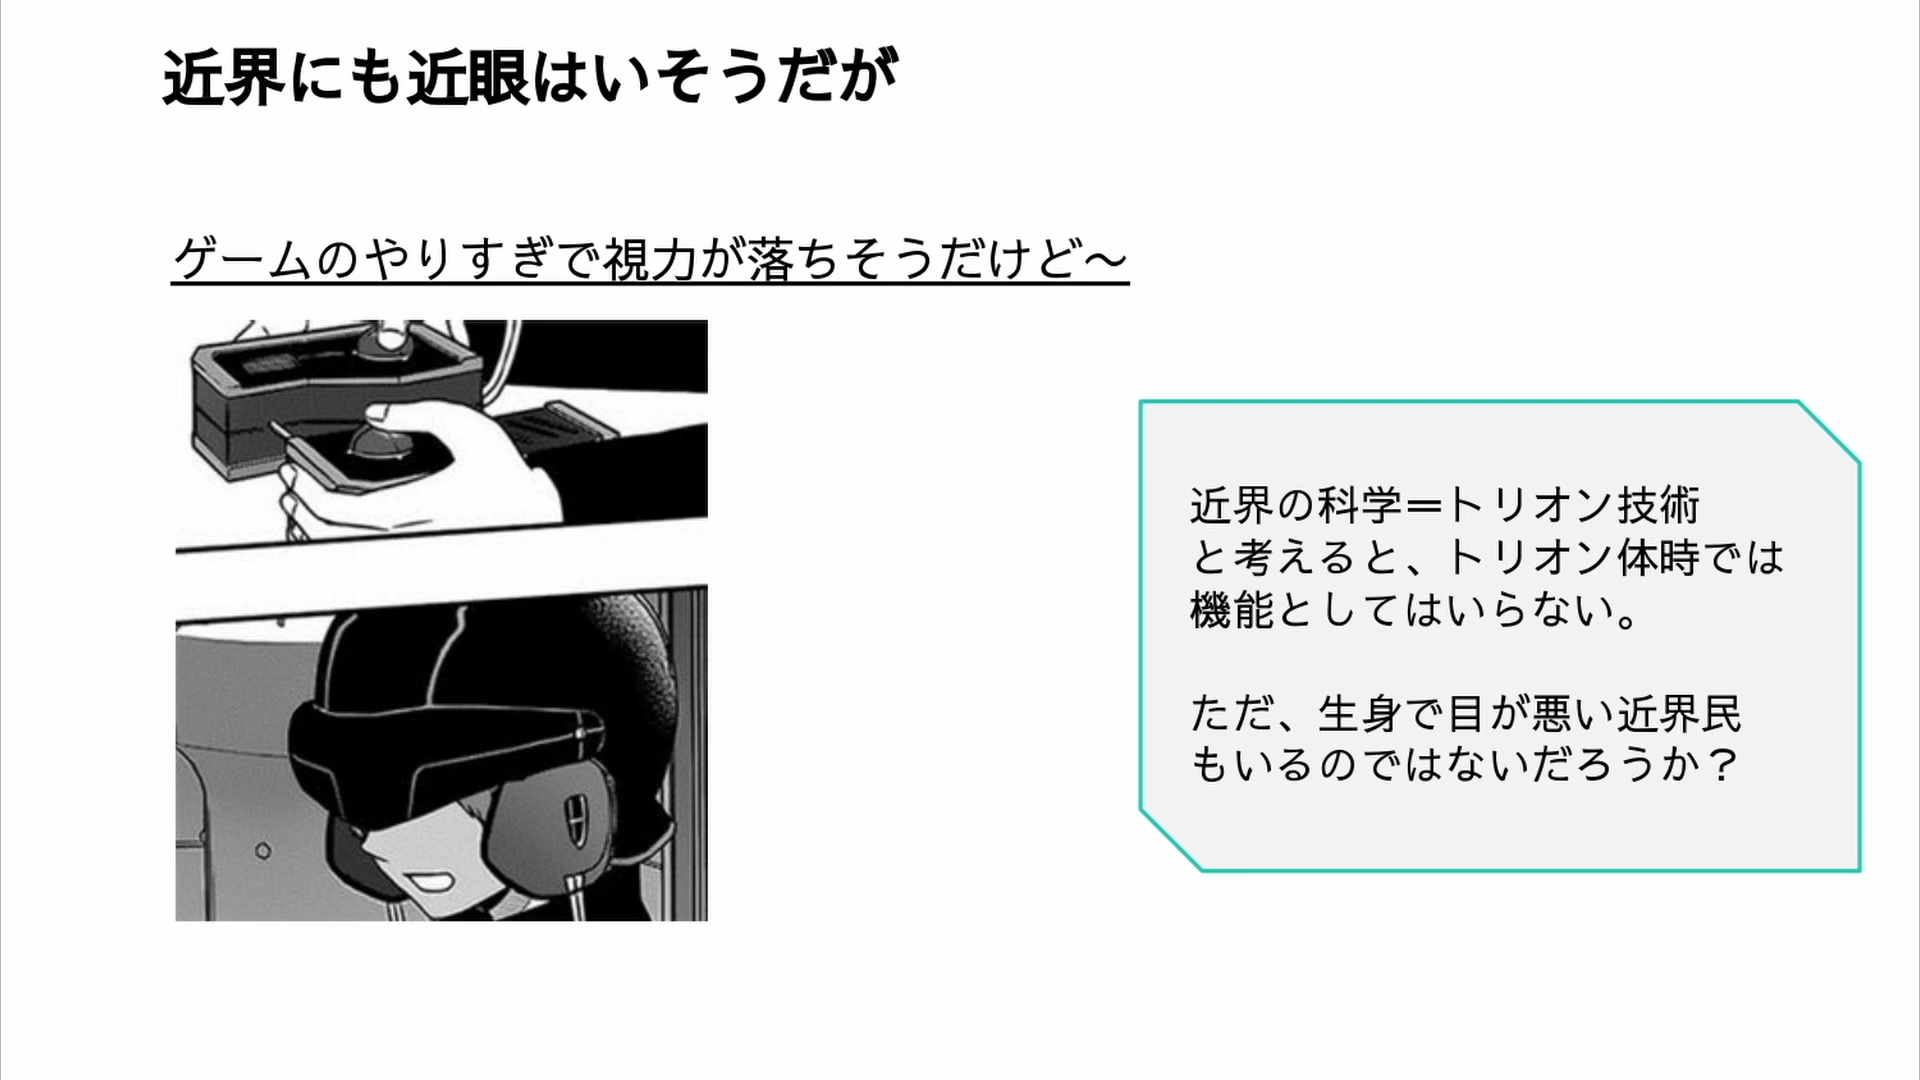 近界にも近眼はいそうだが
ゲームのやりすぎで視力が落ちそうだけど～
近界の科学＝トリオン技術
と考えると、トリオン体時では
機能としてはいらない。
ただ、生身で目が悪い近界民
もいるのではないだろうか？